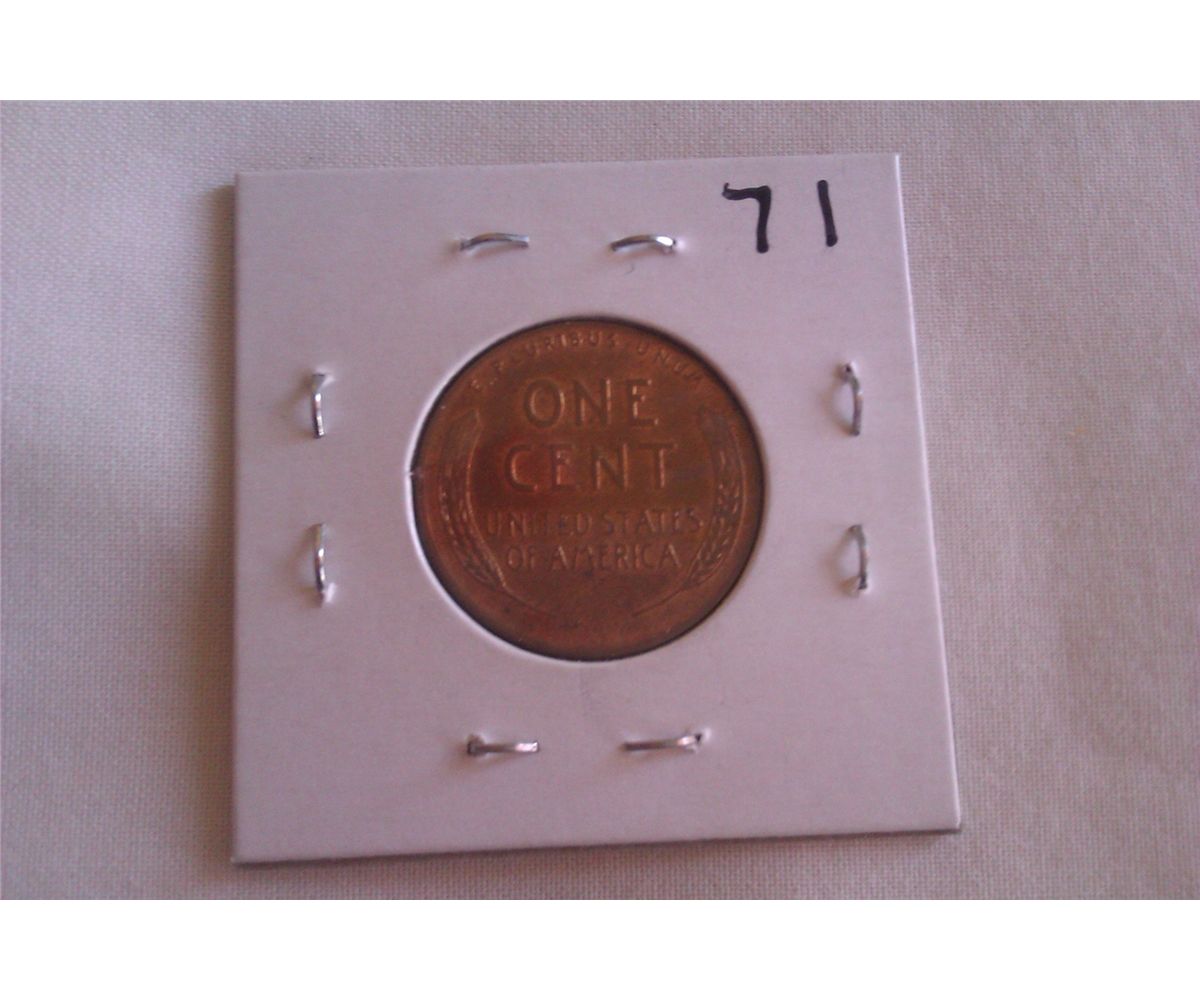 71
E · PLURIBUS · UNUM
ONE
CENT
UNITED STATES
OF AMERICA